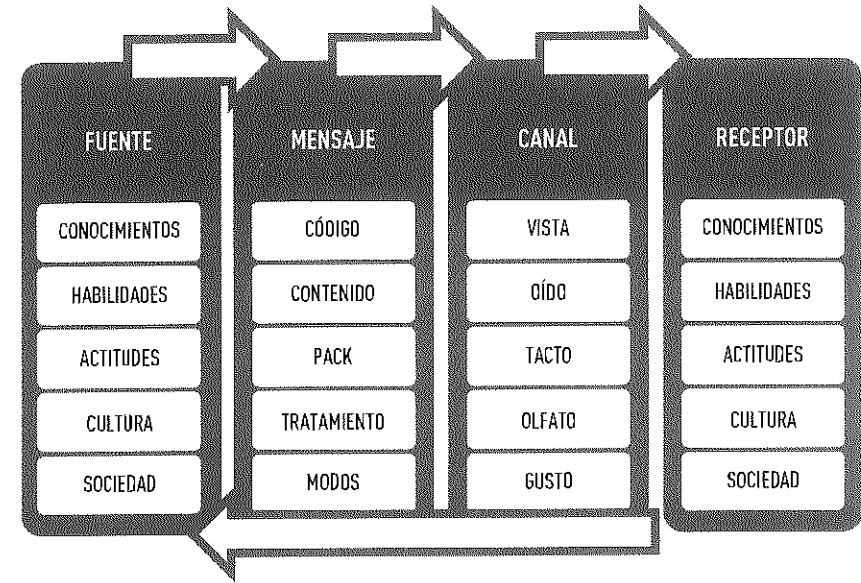 FUENTE
CONOCIMIENTOS
HABILIDADES
ACTITUDES
CULTURA
SOCIEDAD
MENSAJE
CÓDIGO
CONTENIDO
PACK
TRATAMIENTO
MODOS
CANAL
VISTA
OÍDO
TACTO
OLFATO
GUSTO
RECEPTOR
CONOCIMIENTOS
HABILIDADES
ACTITUDES
CULTURA
SOCIEDAD